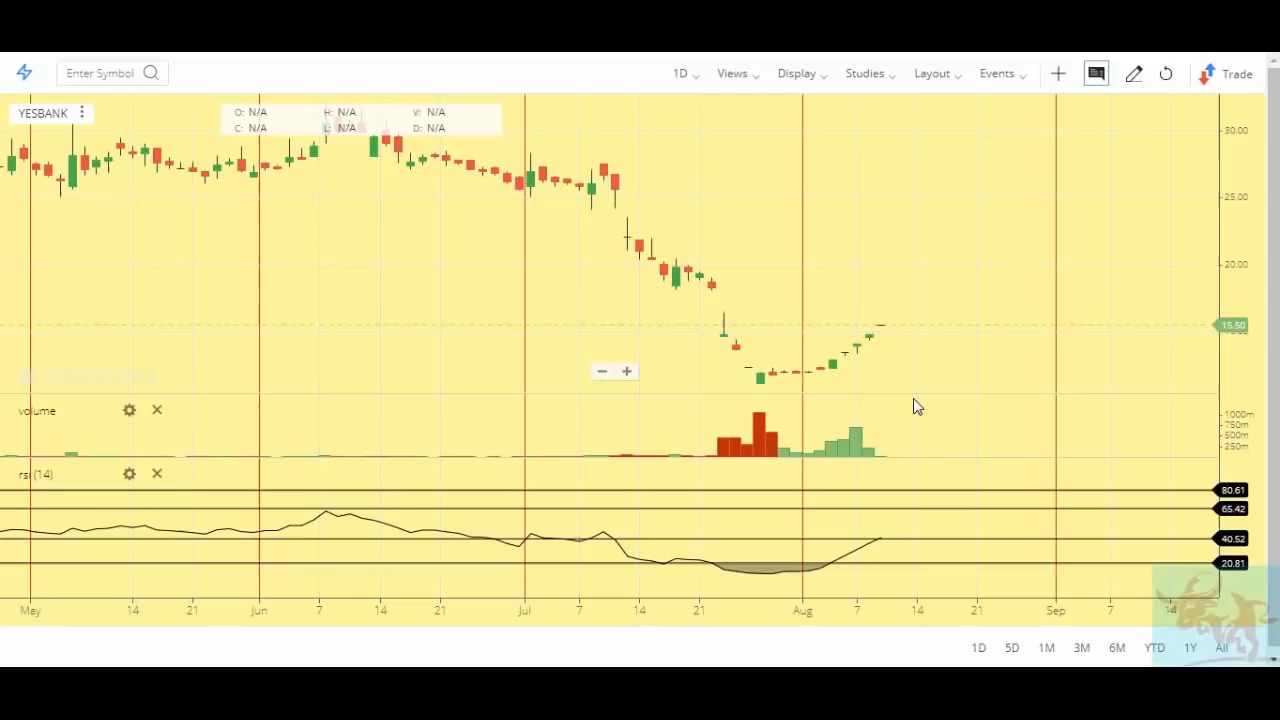 Enter Symbol 1D Views Display Studies Layout Events Trade
YESBANK
O: N/A H: N/A V: N/A
C: N/A L: N/A D: N/A
30.00
25.00
20.00
15.50
volume
1000m
750m
500m
250m
rsi (14)
80.61
65.42
40.52
20.81
May 14 21 Jun 7 14 21 Jul 7 14 21 Aug 7 14 21 Sep 7 14
1D 5D 1M 3M 6M YTD 1Y All